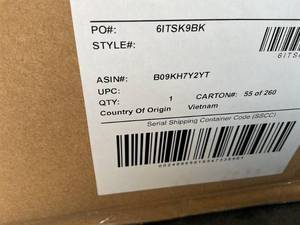 PO#: 6ITSK9BK
STYLE#:
ASIN#: B09KH7Y2YT
UPC:
QTY: 1 CARTON#: 55 of 260
Country Of Origin Vietnam
Serial Shipping Container Code (SSCC)